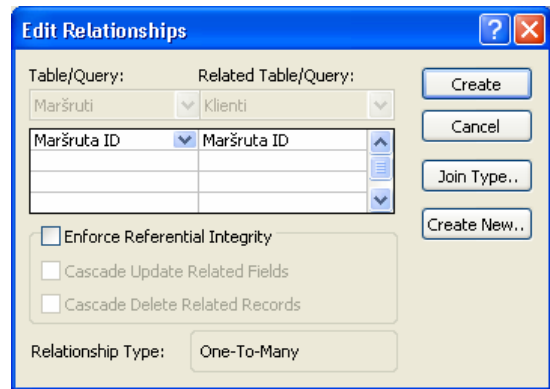 Edit Relationships
Table/Query: Related Table/Query:
Maršruti Klienti
Maršruta ID Maršruta ID
Enforce Referential Integrity
Cascade Update Related Fields
Cascade Delete Related Records
Relationship Type: One-To-Many
Create
Cancel
Join Type..
Create New..